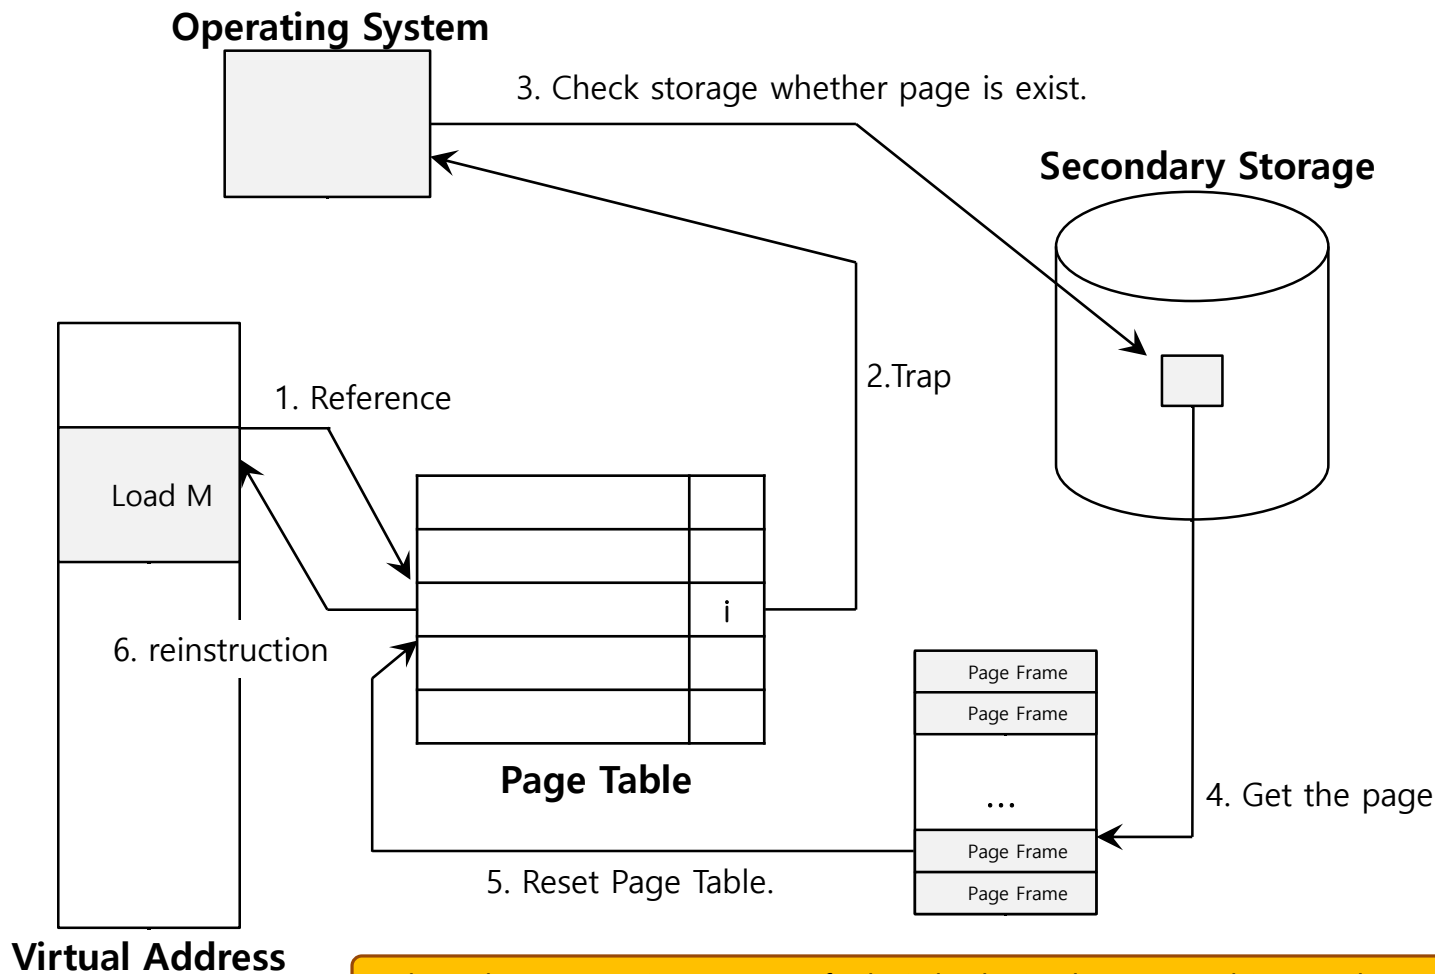 Operating System
3. Check storage whether page is exist.
Secondary Storage
2.Trap
1. Reference
Load M
i
6. reinstruction
Page Frame
Page Frame
...
Page Frame
Page Frame
Page Table
4. Get the page
5. Reset Page Table.
Virtual Address